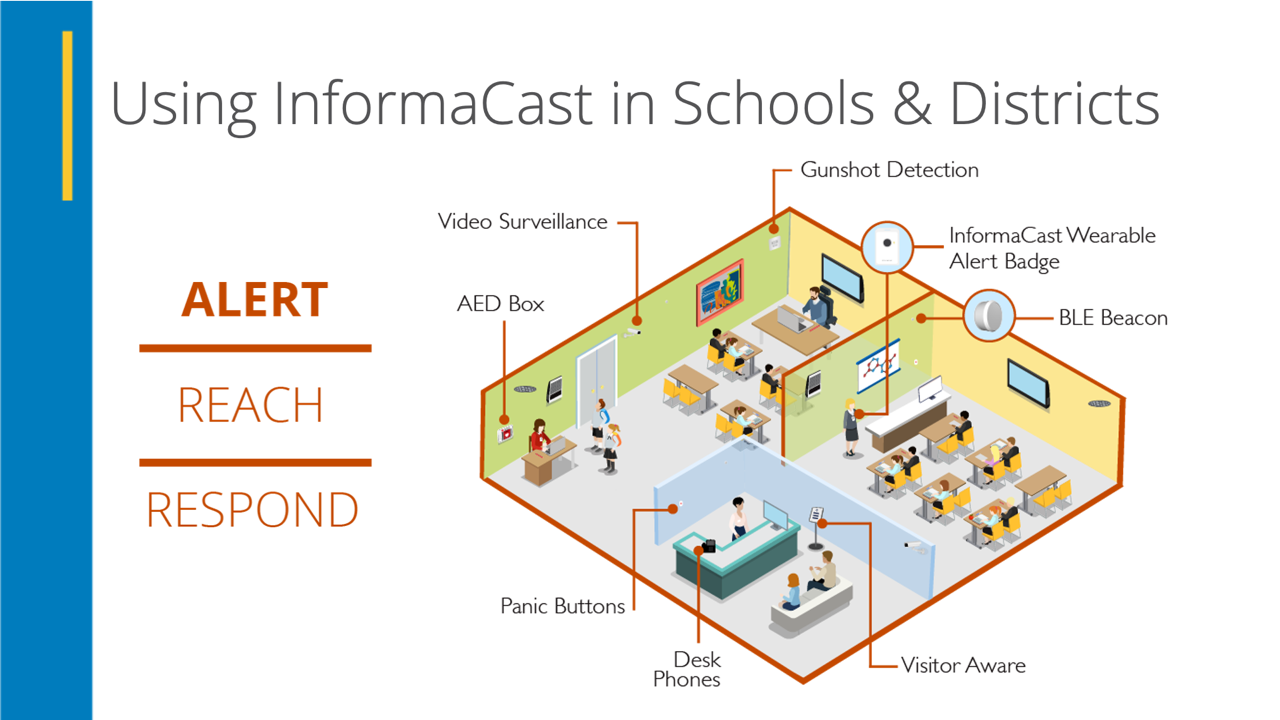 Using InformaCast in Schools & Districts
Gunshot Detection
Video Surveillance
InformaCast Wearable
Alert Badge
ALERT
AED Box
BLE Beacon
REACH
RESPOND
Panic Buttons
Desk
Phones
Visitor Aware